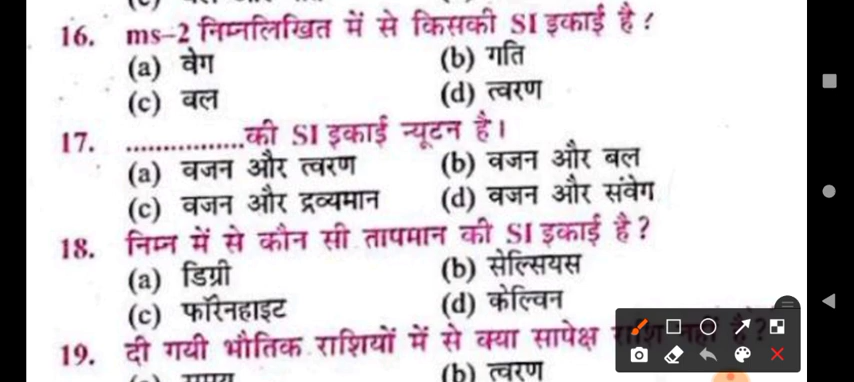 16. ms-2 निम्नलिखित में से किसकी SI इकाई है ?
(a) वेग (b) गति
(c) बल (d) त्वरण
17. ................की SI इकाई न्यूटन है।
(a) वजन और त्वरण (b) वजन और बल
(c) वजन और द्रव्यमान (d) वजन और संवेग
18. निम्न में से कौन सी तापमान की SI इकाई है ?
(a) डिग्री (b) सेल्सियस
(c) फॉरेनहाइट (d) केल्विन
19. दी गयी भौतिक राशियों में से क्या सापेक्ष राशि नहीं है ?
(b) त्वरण